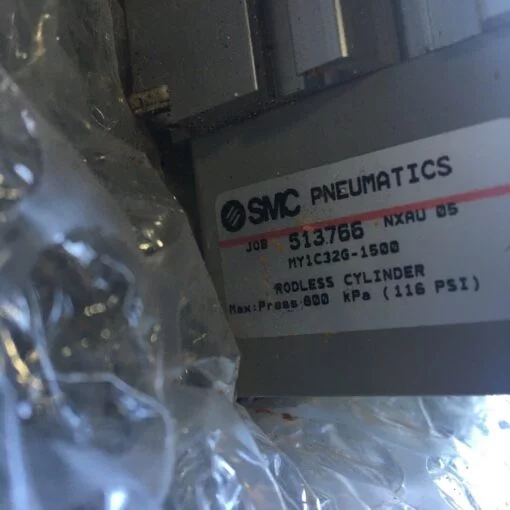 SMC PNEUMATICS
JOB 513766 NXAU 05
MY1C32G-1500
RODLESS CYLINDER
Max:Press 800 kPa (116 PSI)